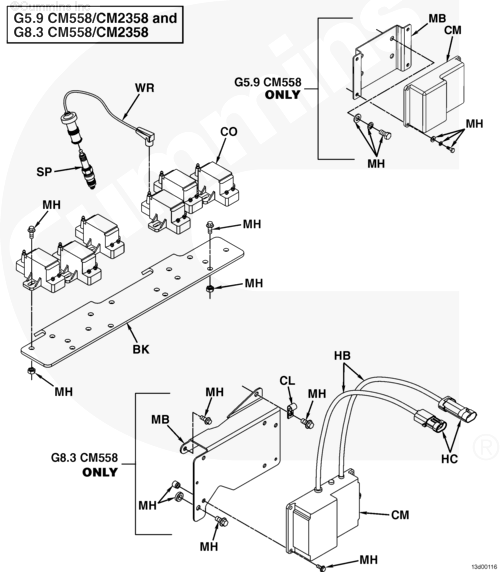 ©Cummins Inc
G5.9 CM558/CM2358 and
G8.3 CM558/CM2358
MB
CM
G5.9 CM558
ONLY
MH
MH
WR
CO
SP
MH
MH
MH
BK
MH
HB
CL
MH
MH
MB
G8.3 CM558
ONLY
HC
MH
CM
MH
MH
cummins
®
13d00116